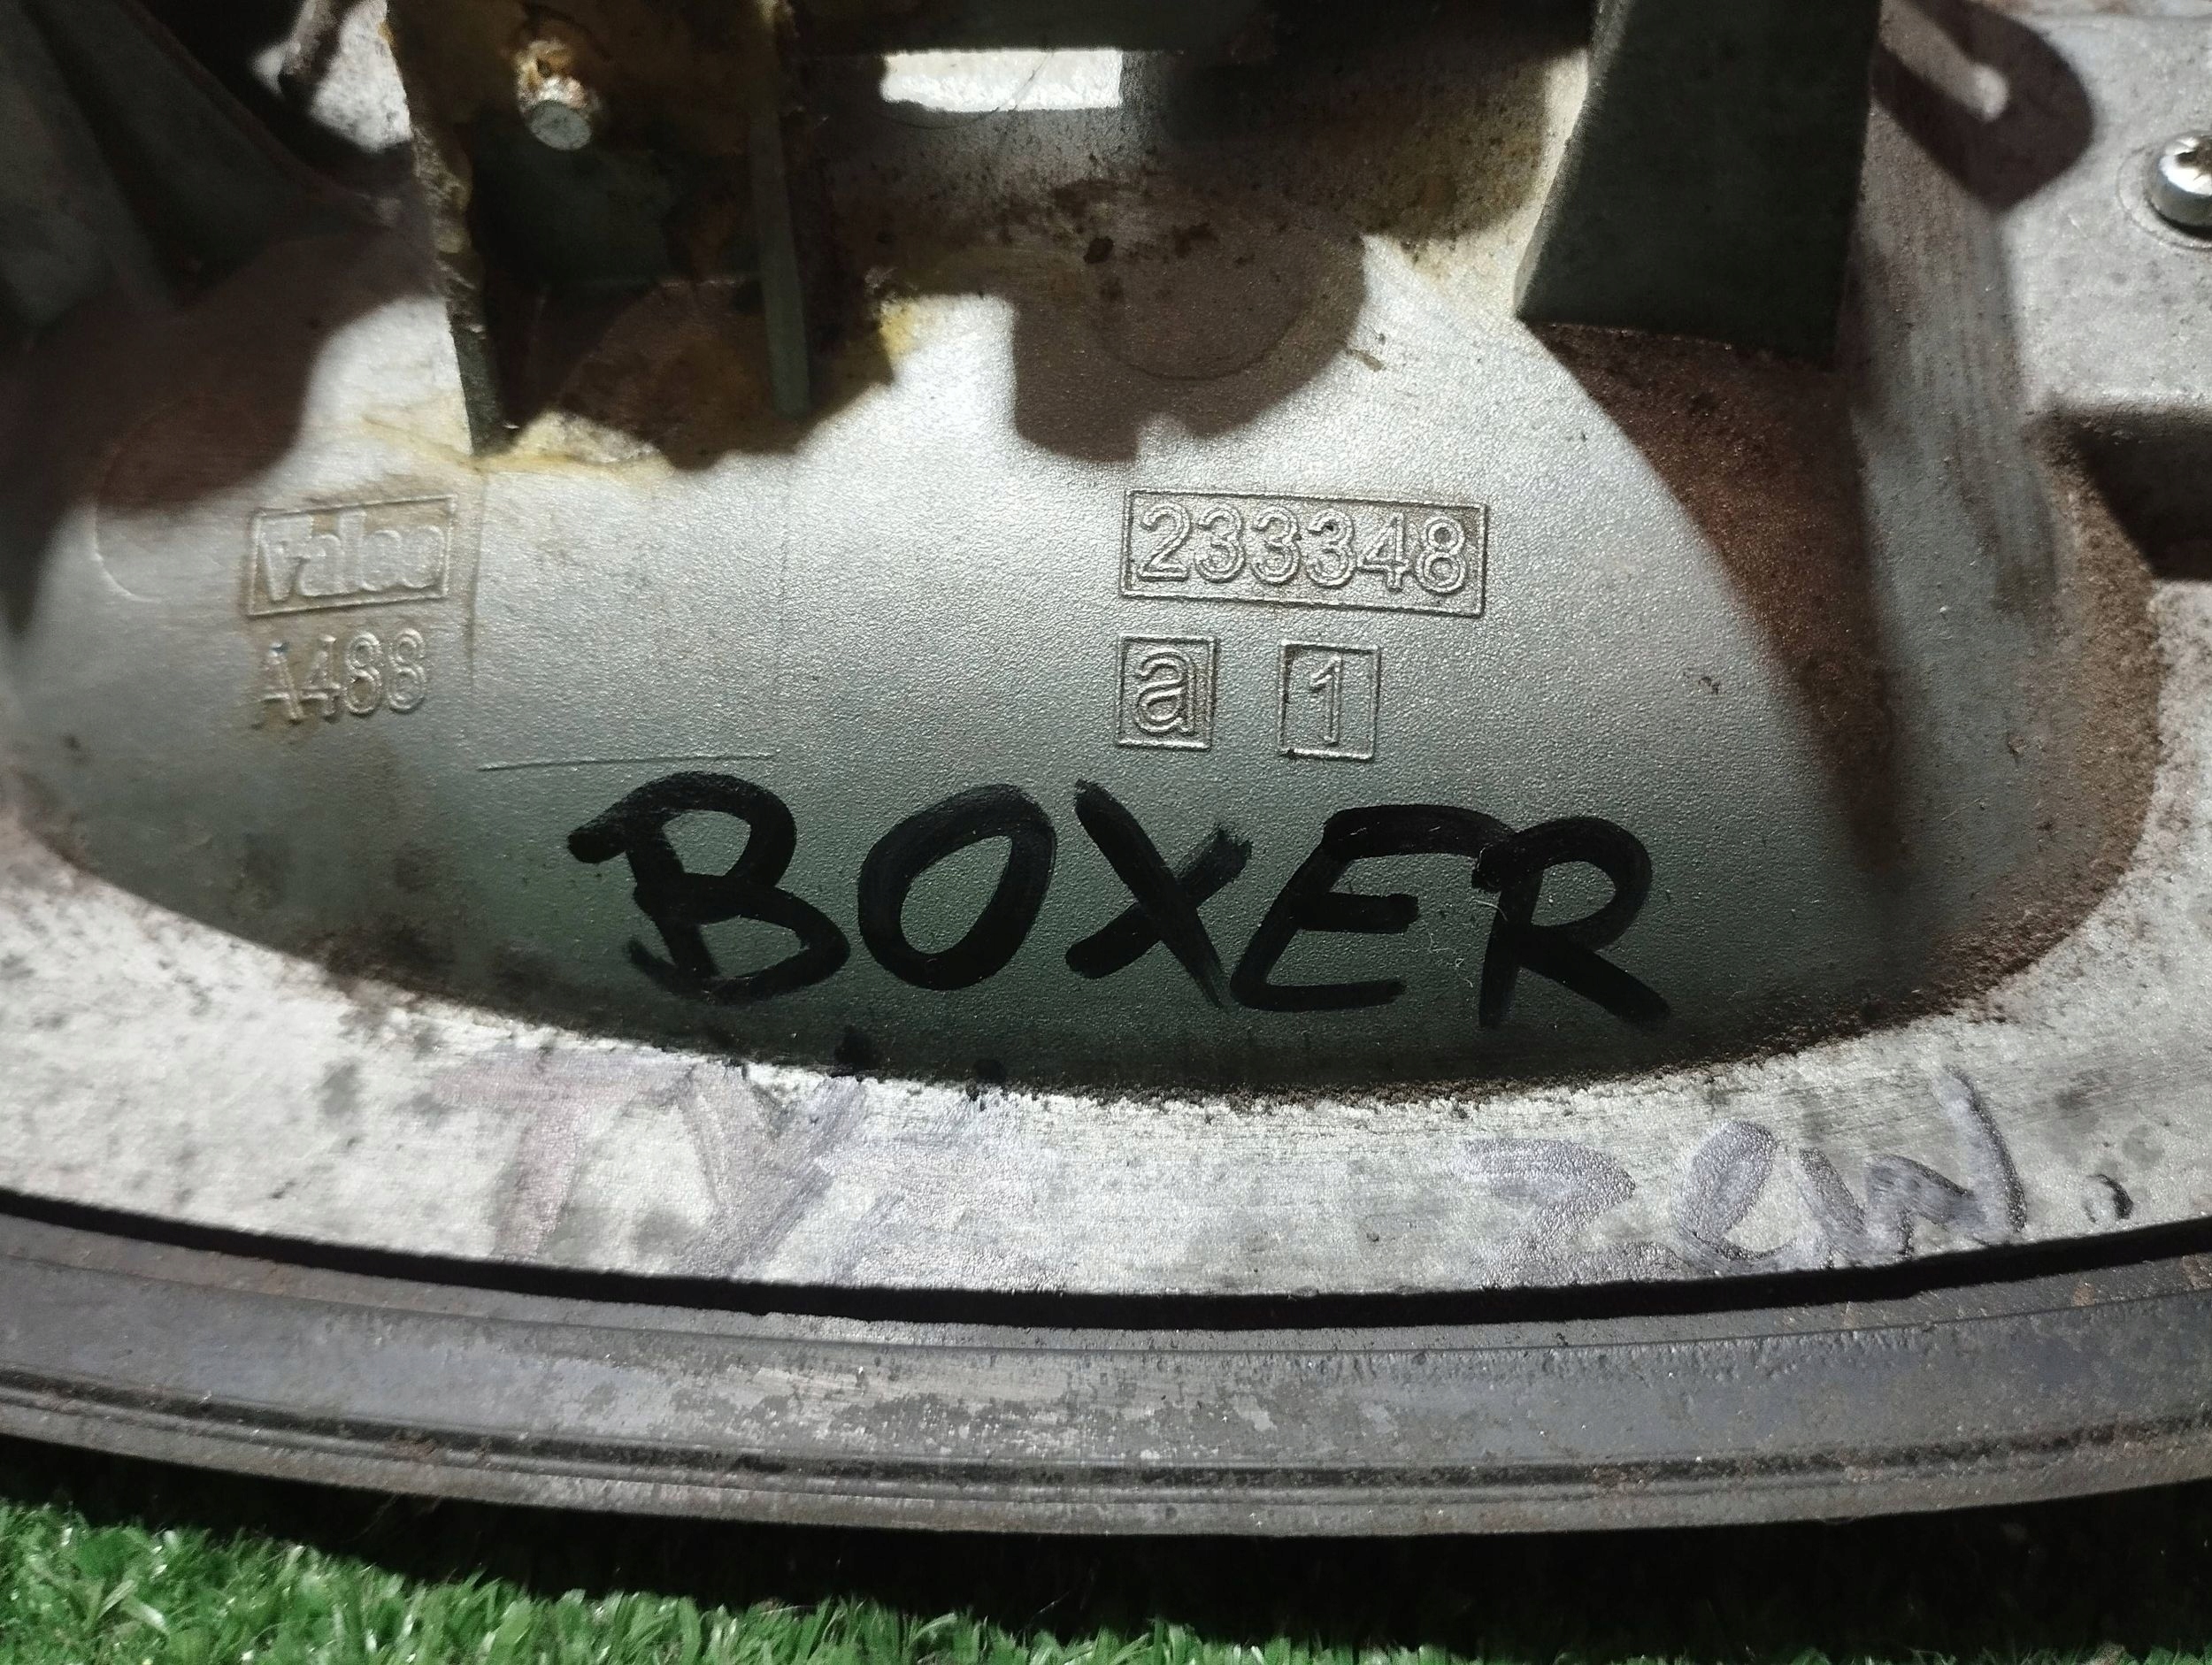 Valeo
A488
233348
a 1
BOXER